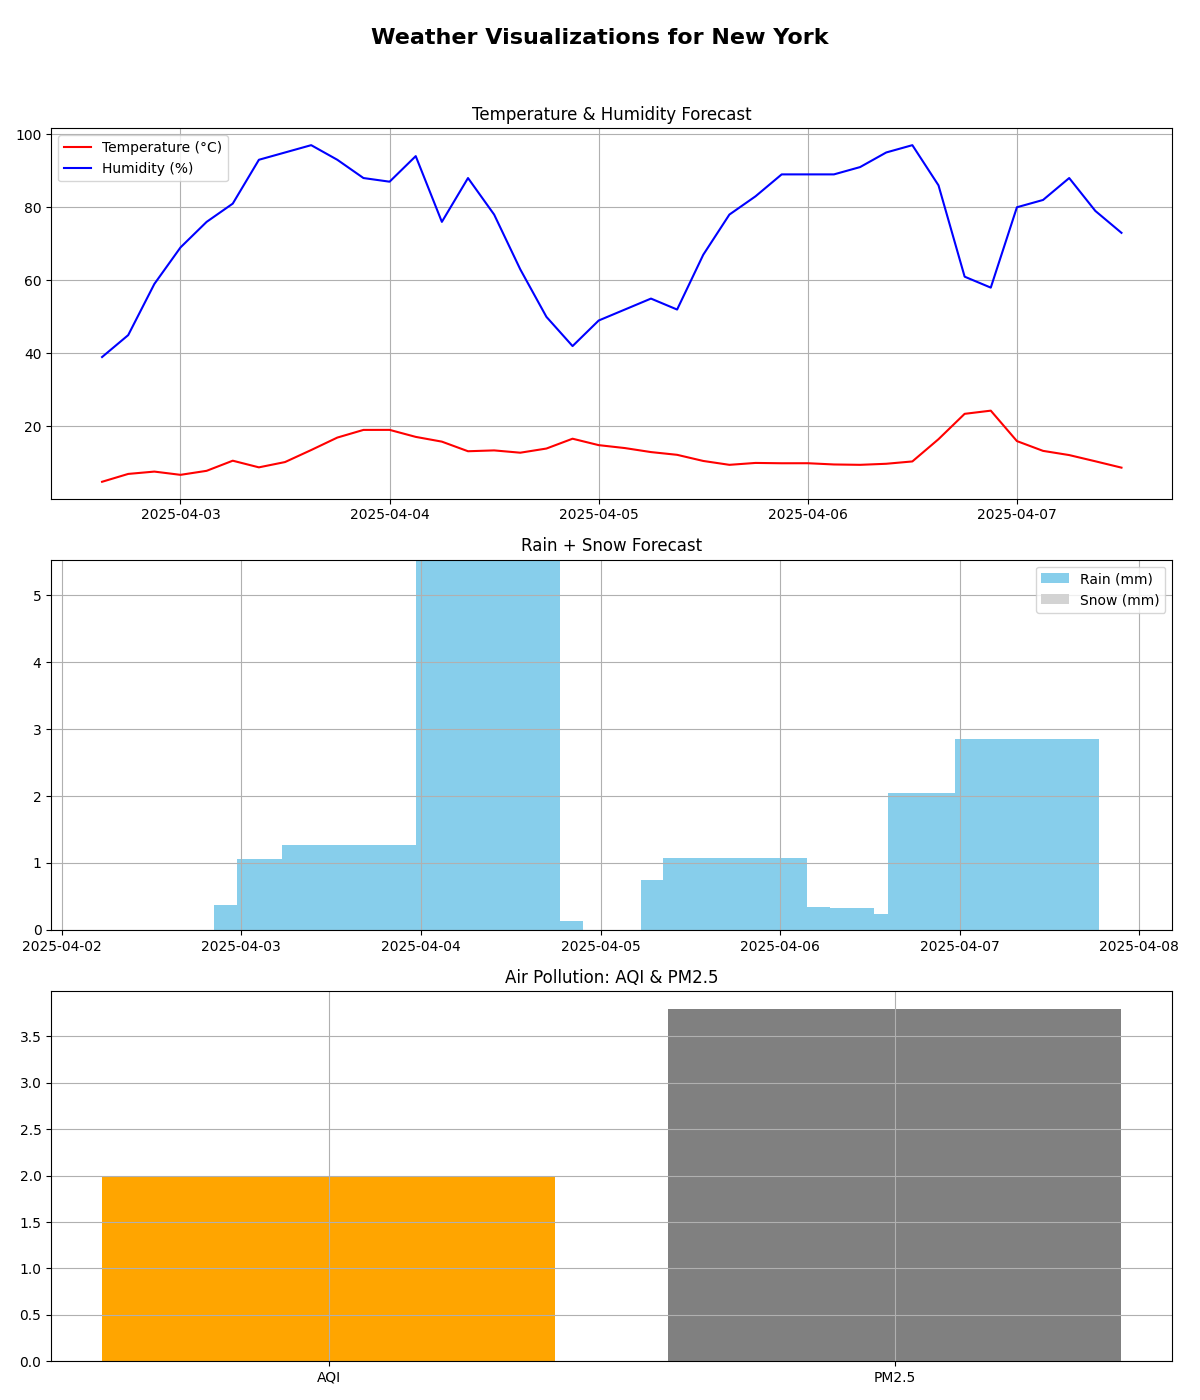 Weather Visualizations for New York
Temperature & Humidity Forecast
Temperature (°C)
Humidity (%)
100
80
60
40
20
2025-04-03 2025-04-04 2025-04-05 2025-04-06 2025-04-07
Rain + Snow Forecast
Rain (mm)
Snow (mm)
5
4
3
2
1
0
2025-04-02 2025-04-03 2025-04-04 2025-04-05 2025-04-06 2025-04-07 2025-04-08
Air Pollution: AQI & PM2.5
3.5
3.0
2.5
2.0
1.5
1.0
0.5
0.0
AQI PM2.5